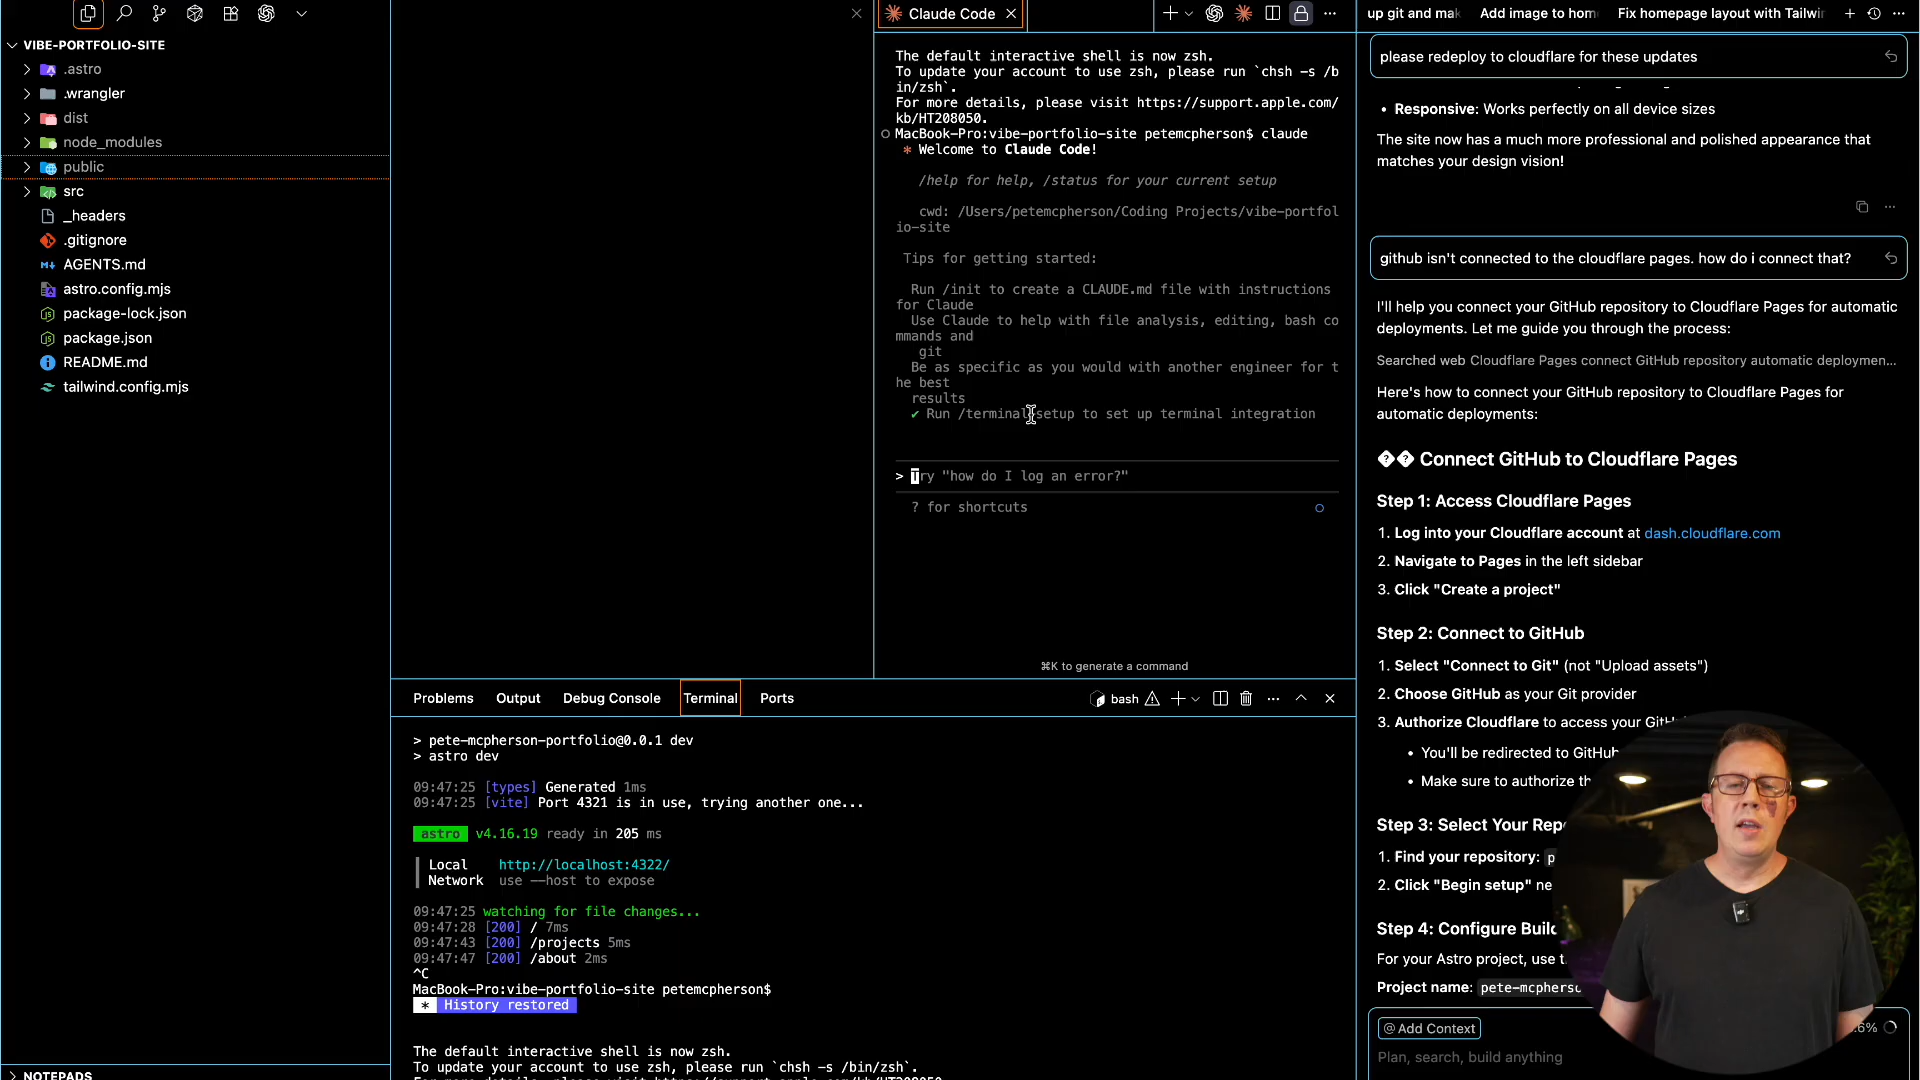 VIBE-PORTFOLIO-SITE
.astro
.wrangler
dist
node_modules
public
src
_headers
.gitignore
AGENTS.md
astro.config.mjs
package-lock.json
package.json
README.md
tailwind.config.mjs
NOTEPADS
Claude Code
The default interactive shell is now zsh.
To update your account to use zsh, please run `chsh -s /b
in/zsh`.
For more details, please visit https://support.apple.com/
kb/HT208050.
MacBook-Pro:vibe-portfolio-site petemcpherson$ claude
* Welcome to Claude Code!
/help for help, /status for your current setup
cwd: /Users/petemcpherson/Coding Projects/vibe-portfol
io-site
Tips for getting started:
Run /init to create a CLAUDE.md file with instructions
for Claude
Use Claude to help with file analysis, editing, bash co
mmands and
git
Be as specific as you would with another engineer for t
he best
results
✔ Run /terminal-setup to set up terminal integration
> Try "how do I log an error?"
? for shortcuts
⌘K to generate a command
Problems Output Debug Console Terminal Ports
bash
> pete-mcpherson-portfolio@0.0.1 dev
> astro dev
09:47:25 [types] Generated 1ms
09:47:25 [vite] Port 4321 is in use, trying another one...
astro v4.16.19 ready in 205 ms
Local http://localhost:4322/
Network use --host to expose
09:47:25 watching for file changes...
09:47:28 [200] / 7ms
09:47:43 [200] /projects 5ms
09:47:47 [200] /about 2ms
^C
MacBook-Pro:vibe-portfolio-site petemcpherson$
* History restored
The default interactive shell is now zsh.
To update your account to use zsh, please run `chsh -s /bin/zsh`.
up git and mak Add image to hom Fix homepage layout with Tailwin
please redeploy to cloudflare for these updates
• Responsive: Works perfectly on all device sizes
The site now has a much more professional and polished appearance that
matches your design vision!
github isn't connected to the cloudflare pages. how do i connect that?
I'll help you connect your GitHub repository to Cloudflare Pages for automatic
deployments. Let me guide you through the process:
Searched web Cloudflare Pages connect GitHub repository automatic deploymen...
Here's how to connect your GitHub repository to Cloudflare Pages for
automatic deployments:
Connect GitHub to Cloudflare Pages
Step 1: Access Cloudflare Pages
1. Log into your Cloudflare account at dash.cloudflare.com
2. Navigate to Pages in the left sidebar
3. Click "Create a project"
Step 2: Connect to GitHub
1. Select "Connect to Git" (not "Upload assets")
2. Choose GitHub as your Git provider
3. Authorize Cloudflare to access your GitH
• You'll be redirected to GitHub
• Make sure to authorize th
Step 3: Select Your Rep
1. Find your repository: p
2. Click "Begin setup" ne
Step 4: Configure Build
For your Astro project, use t
Project name: pete-mcpherso
@ Add Context
.6%
Plan, search, build anything